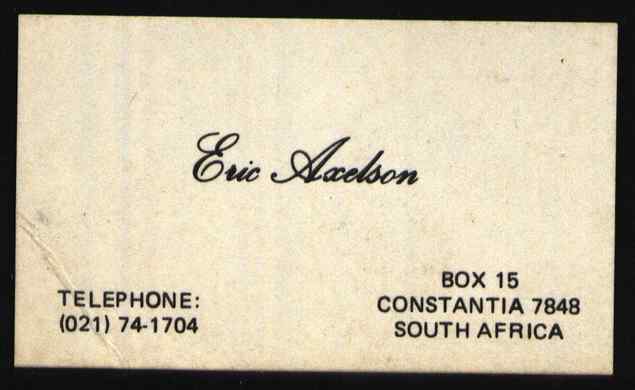 Eric Axelson
TELEPHONE:
(021) 74-1704
BOX 15
CONSTANTIA 7848
SOUTH AFRICA